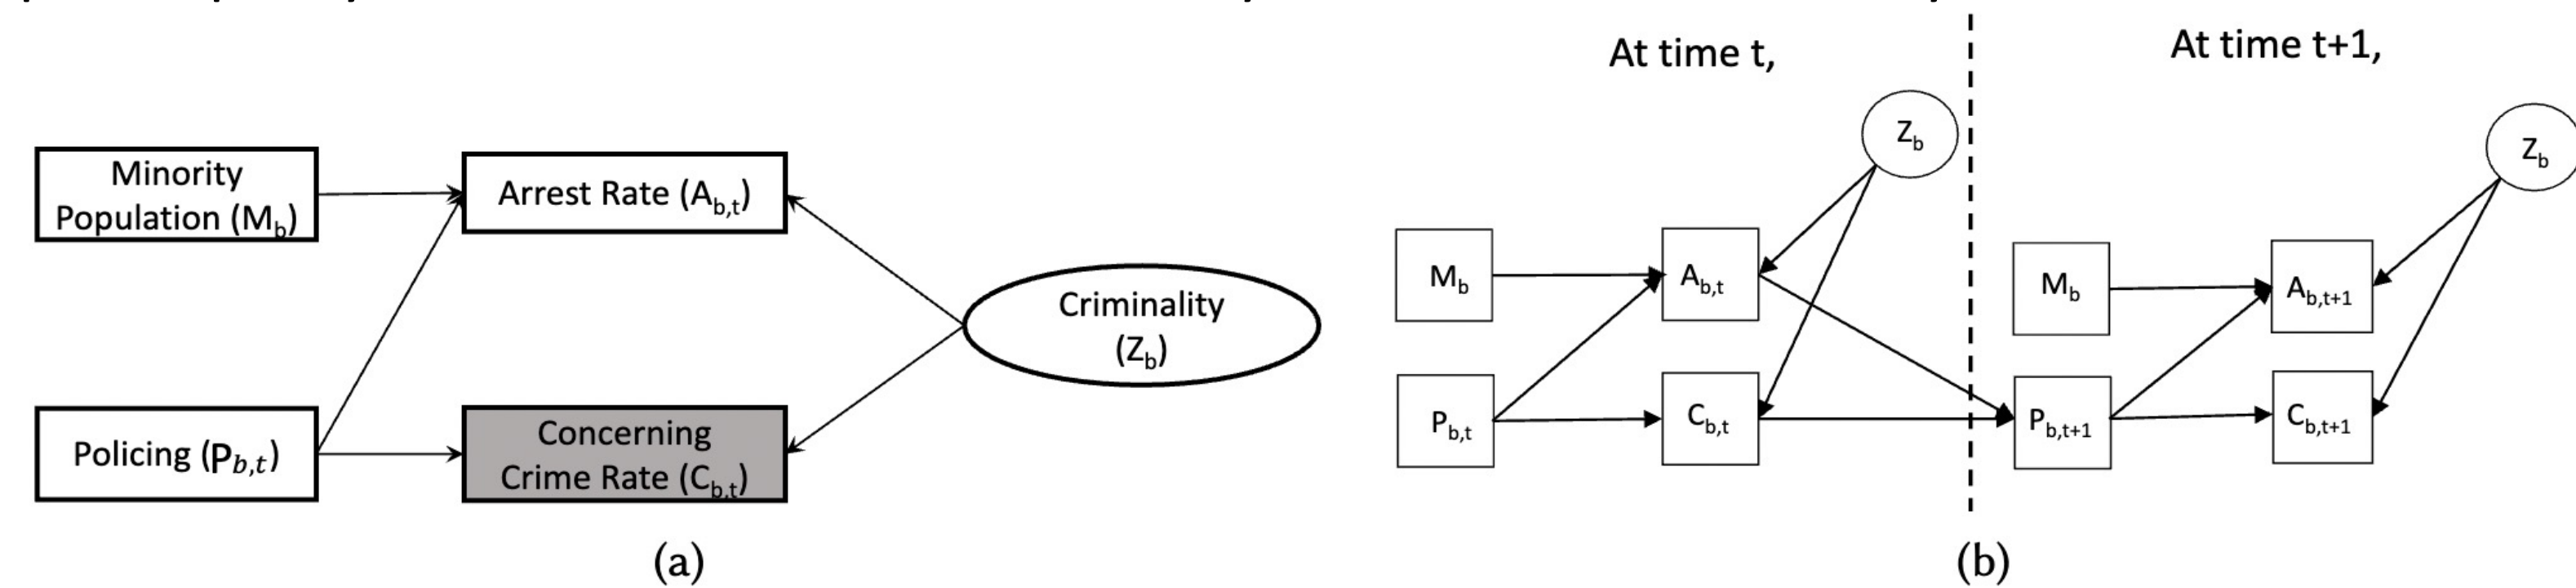 Minority
Population (M_b)
Arrest Rate (A_b,t)
Criminality
(Z_b)
Policing (P_b,t)
Concerning
Crime Rate (C_b,t)
(a)
At time t,
Z_b
M_b
A_b,t
P_b,t
C_b,t
At time t+1,
Z_b
M_b
A_b,t+1
P_b,t+1
C_b,t+1
(b)